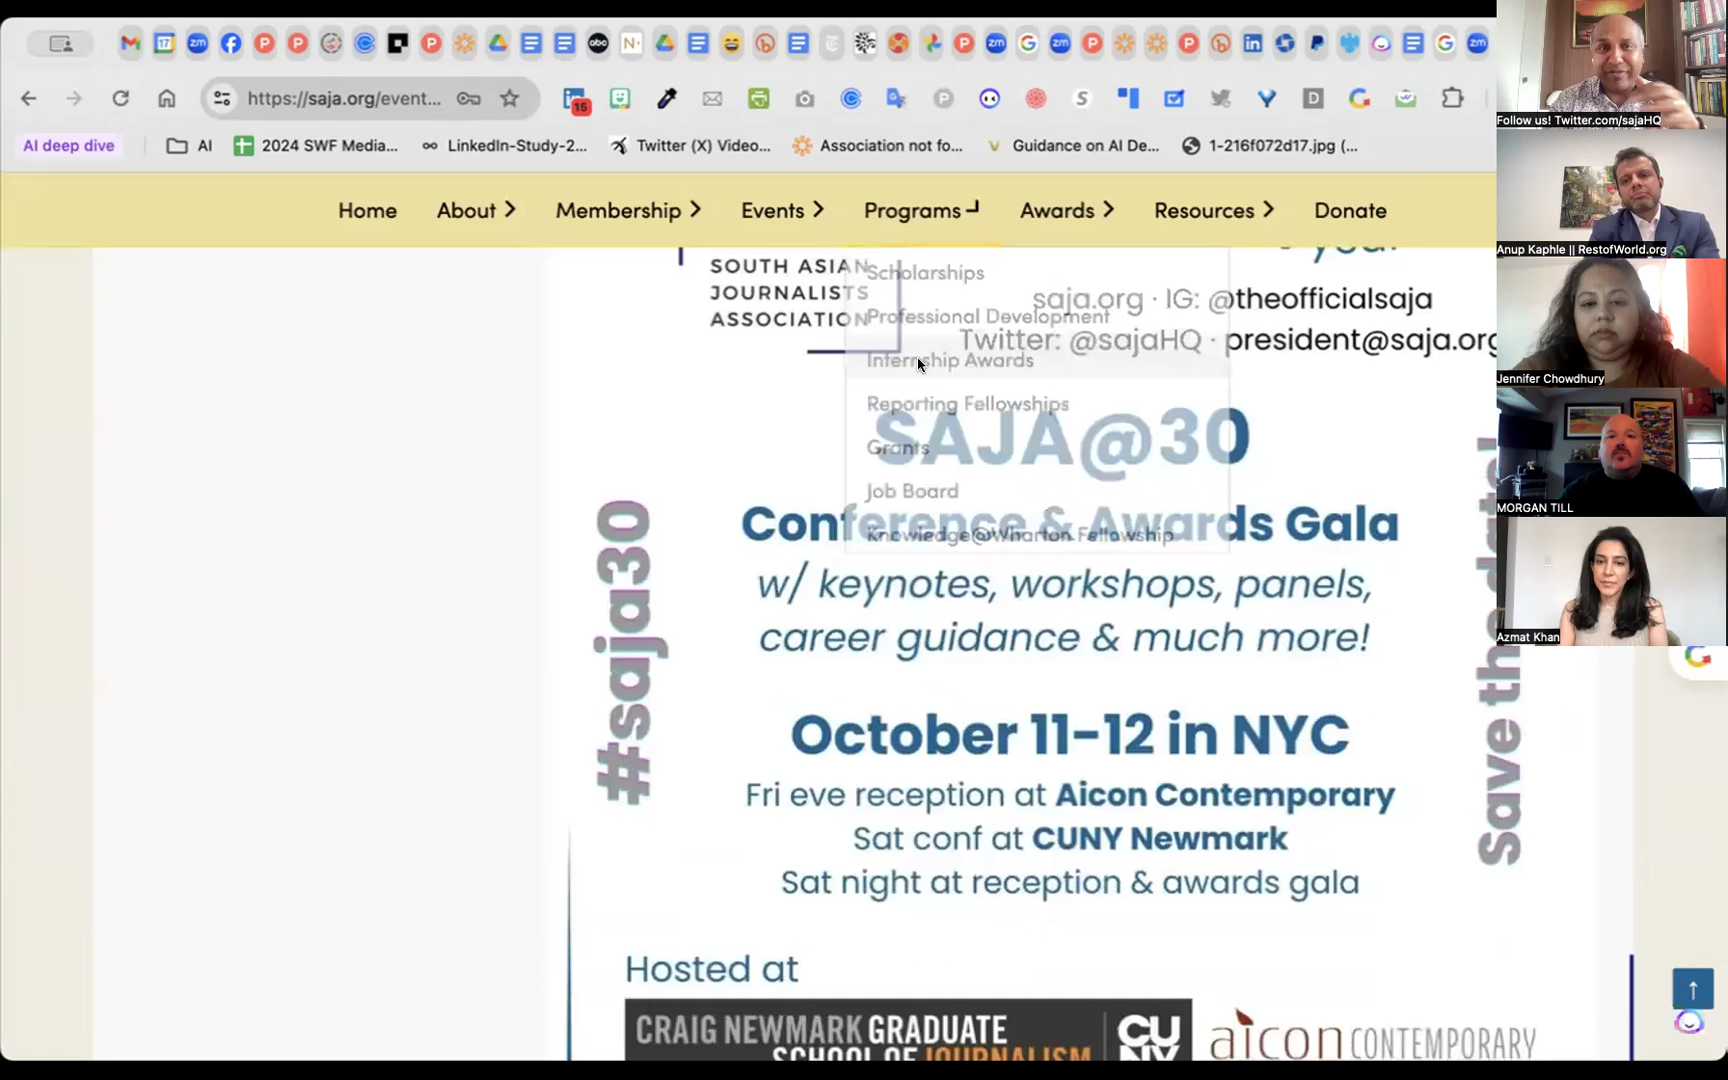 https://saja.org/event...
15
AI deep dive
AI
2024 SWF Media...
LinkedIn-Study-2...
Twitter (X) Video...
Association not fo...
Guidance on AI De...
1-216f072d17.jpg (...
Home
About
Membership
Events
Programs
Awards
Resources
Donate
SOUTH ASIAN
JOURNALISTS
ASSOCIATION
Scholarships
Professional Development
Internship Awards
Reporting Fellowships
Grants
Job Board
Knowledge@Wharton Fellowship
saja.org · IG: @theofficialsaja
Twitter: @sajaHQ · president@saja.org
SAJA@30
Conference & Awards Gala
w/ keynotes, workshops, panels,
career guidance & much more!
#saja30
October 11-12 in NYC
Fri eve reception at Aicon Contemporary
Sat conf at CUNY Newmark
Sat night at reception & awards gala
Save the date!
Hosted at
CRAIG NEWMARK GRADUATE
SCHOOL OF JOURNALISM
CU
NY
aicon CONTEMPORARY
Follow us! Twitter.com/sajaHQ
Anup Kaphle || RestofWorld.org
Jennifer Chowdhury
MORGAN TILL
Azmat Khan